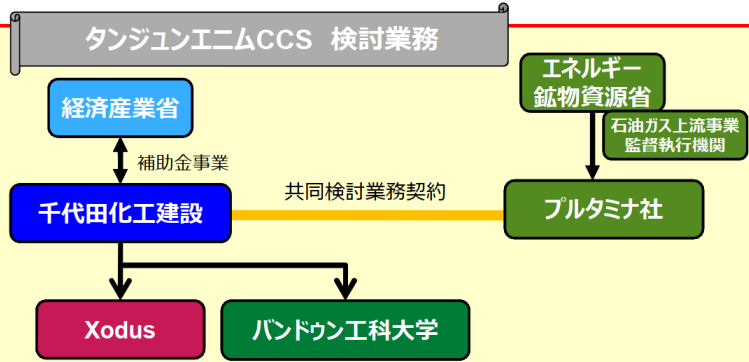 タンジュンエニムCCS 検討業務
経済産業省
エネルギー
鉱物資源省
石油ガス上流事業
監督執行機関
補助金事業
千代田化工建設
共同検討業務契約
プルタミナ社
Xodus
バンドゥン工科大学